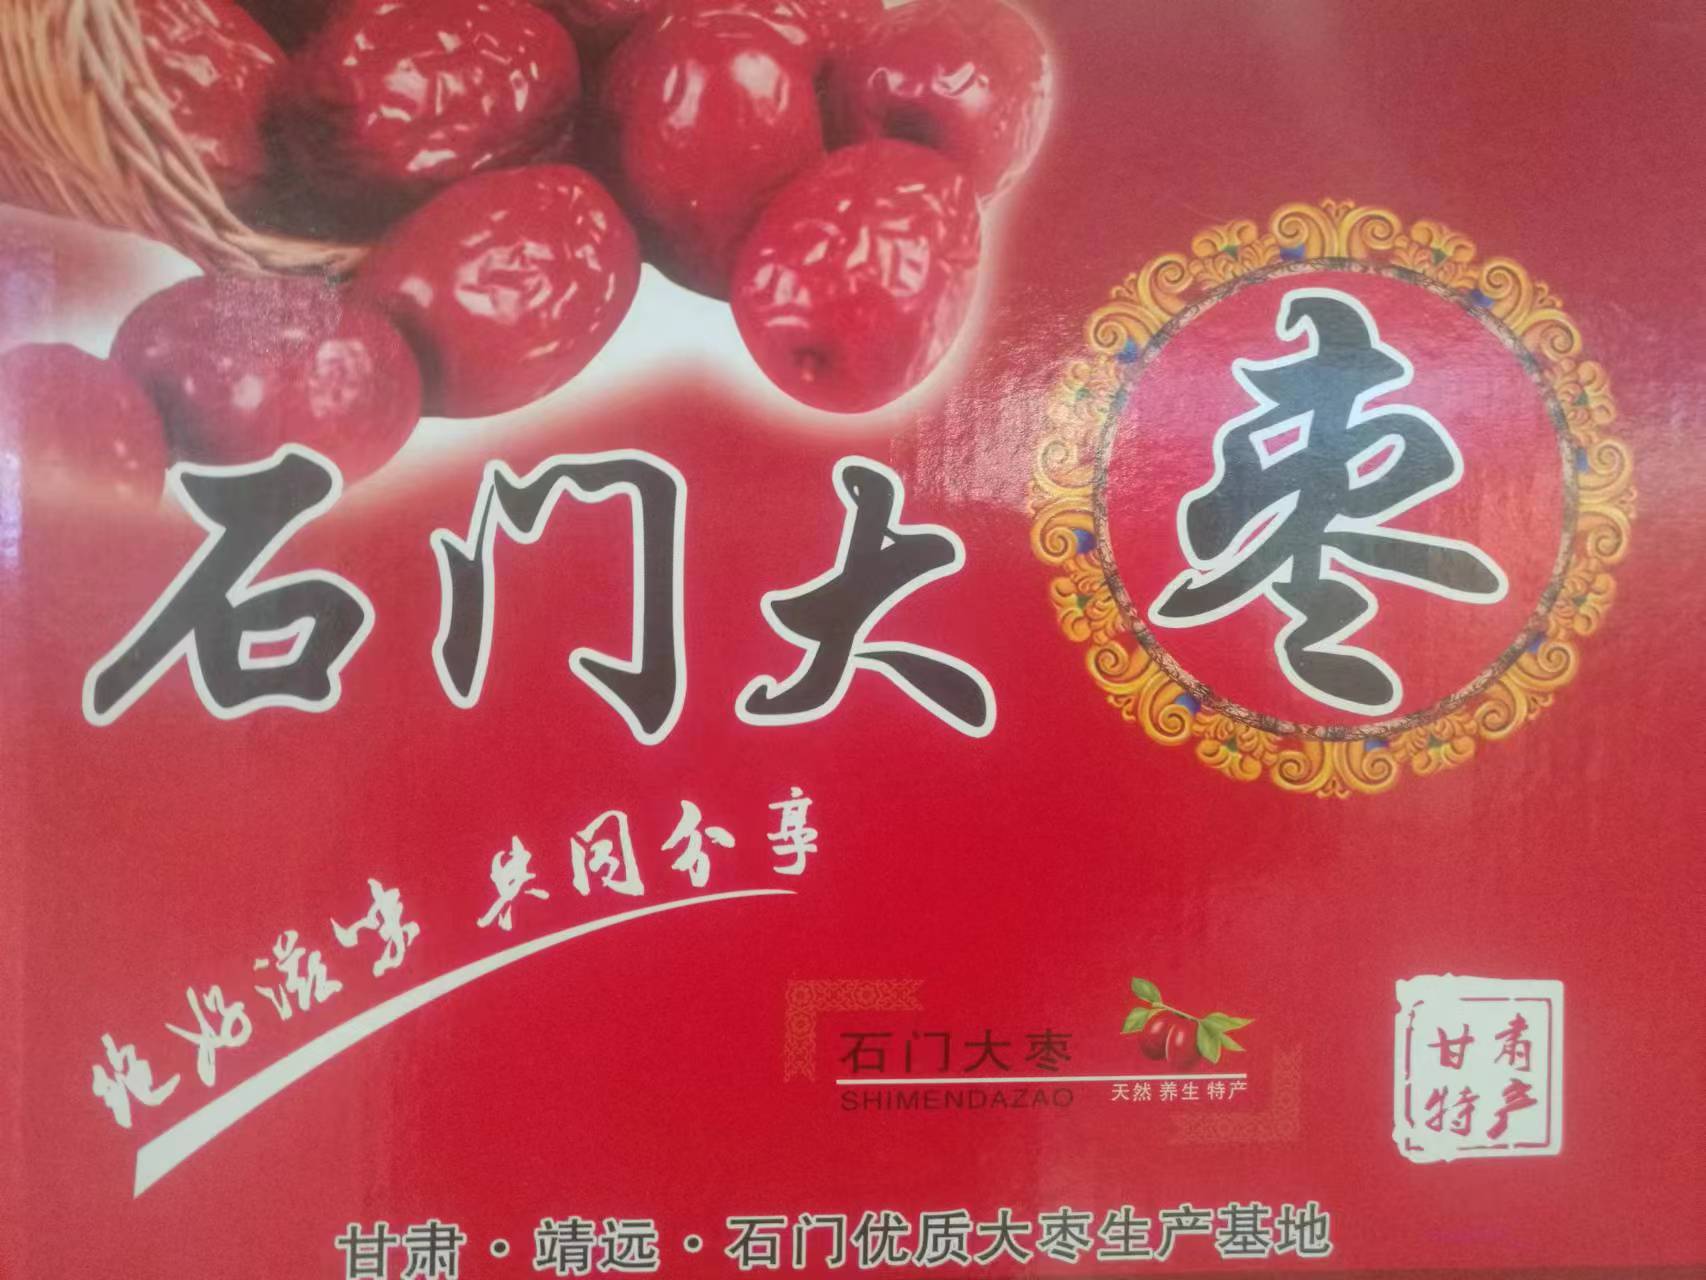 石门大枣
绝好滋味 共同分享
石门大枣
SHIMENDAZAO
天然 养生 特产
甘肃
特产
甘肃·靖远·石门优质大枣生产基地